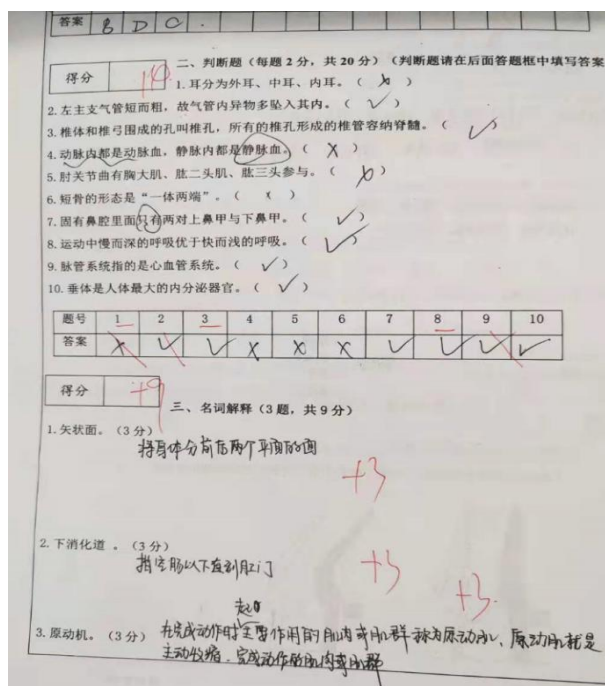 答案 B D C .
得分 14
二、判断题（每题 2 分，共 20 分）（判断题请在后面答题框中填写答案
1. 耳分为外耳、中耳、内耳。（ × ）
2. 左主支气管短而粗，故气管内异物多坠入其内。（ ✓ ）
3. 椎体和椎弓围成的孔叫椎孔，所有的椎孔形成的椎管容纳脊髓。（ ✓ ）
4. 动脉内都是动脉血，静脉内都是静脉血。（ × ）
5. 肘关节曲有胸大肌、肱二头肌、肱三头参与。（ × ）
6. 短骨的形态是“一体两端”。（ × ）
7. 固有鼻腔里面只有两对上鼻甲与下鼻甲。（ ✓ ）
8. 运动中慢而深的呼吸优于快而浅的呼吸。（ ✓ ）
9. 脉管系统指的是心血管系统。（ ✓ ）
10. 垂体是人体最大的内分泌器官。（ ✓ ）
题号 1 2 3 4 5 6 7 8 9 10
答案 × ✓ ✓ × × × ✓ ✓ ✓ ✓
得分 +9
三、名词解释（3 题，共 9 分）
1. 矢状面。（3 分）
将身体分前后两个平面的面
+3
2. 下消化道 。（3 分）
指空肠以下直到肛门
+3
+3
起
3. 原动机。（3 分） 在完成动作时主要作用的肌肉或肌群称为原动肌、原动肌就是
主动收缩、完成动作的肌肉或肌群